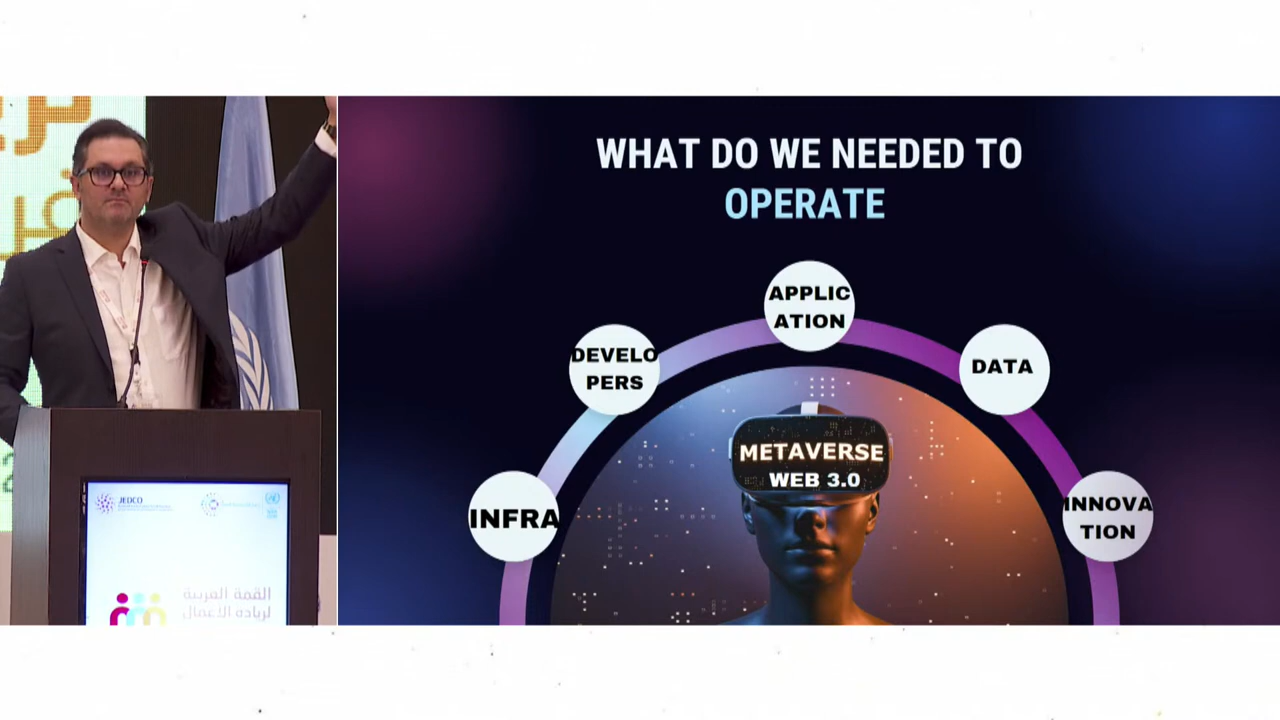 WHAT DO WE NEEDED TO
OPERATE
APPLIC
ATION
DEVELO
PERS
DATA
METAVERSE
WEB 3.0
INFRA
INNOVA
TION
JEDCO
القمة العربية
لريادة الأعمال